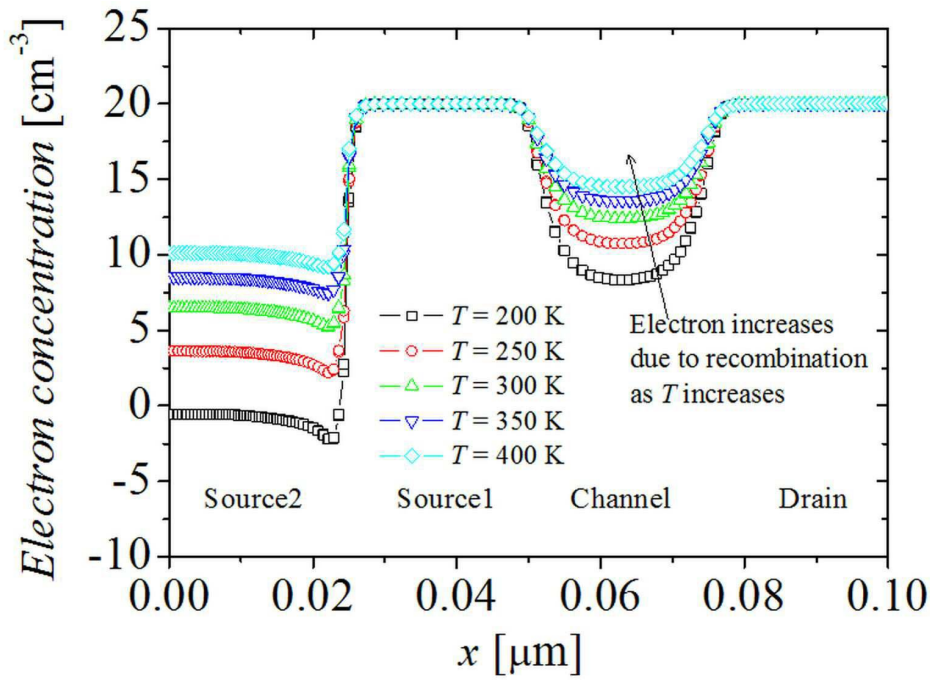 Electron concentration [cm⁻³]
25
20
15
10
5
0
-5
-10
T = 200 K
T = 250 K
T = 300 K
T = 350 K
T = 400 K
Electron increases
due to recombination
as T increases
Source2 Source1 Channel Drain
0.00 0.02 0.04 0.06 0.08 0.10
x [μm]